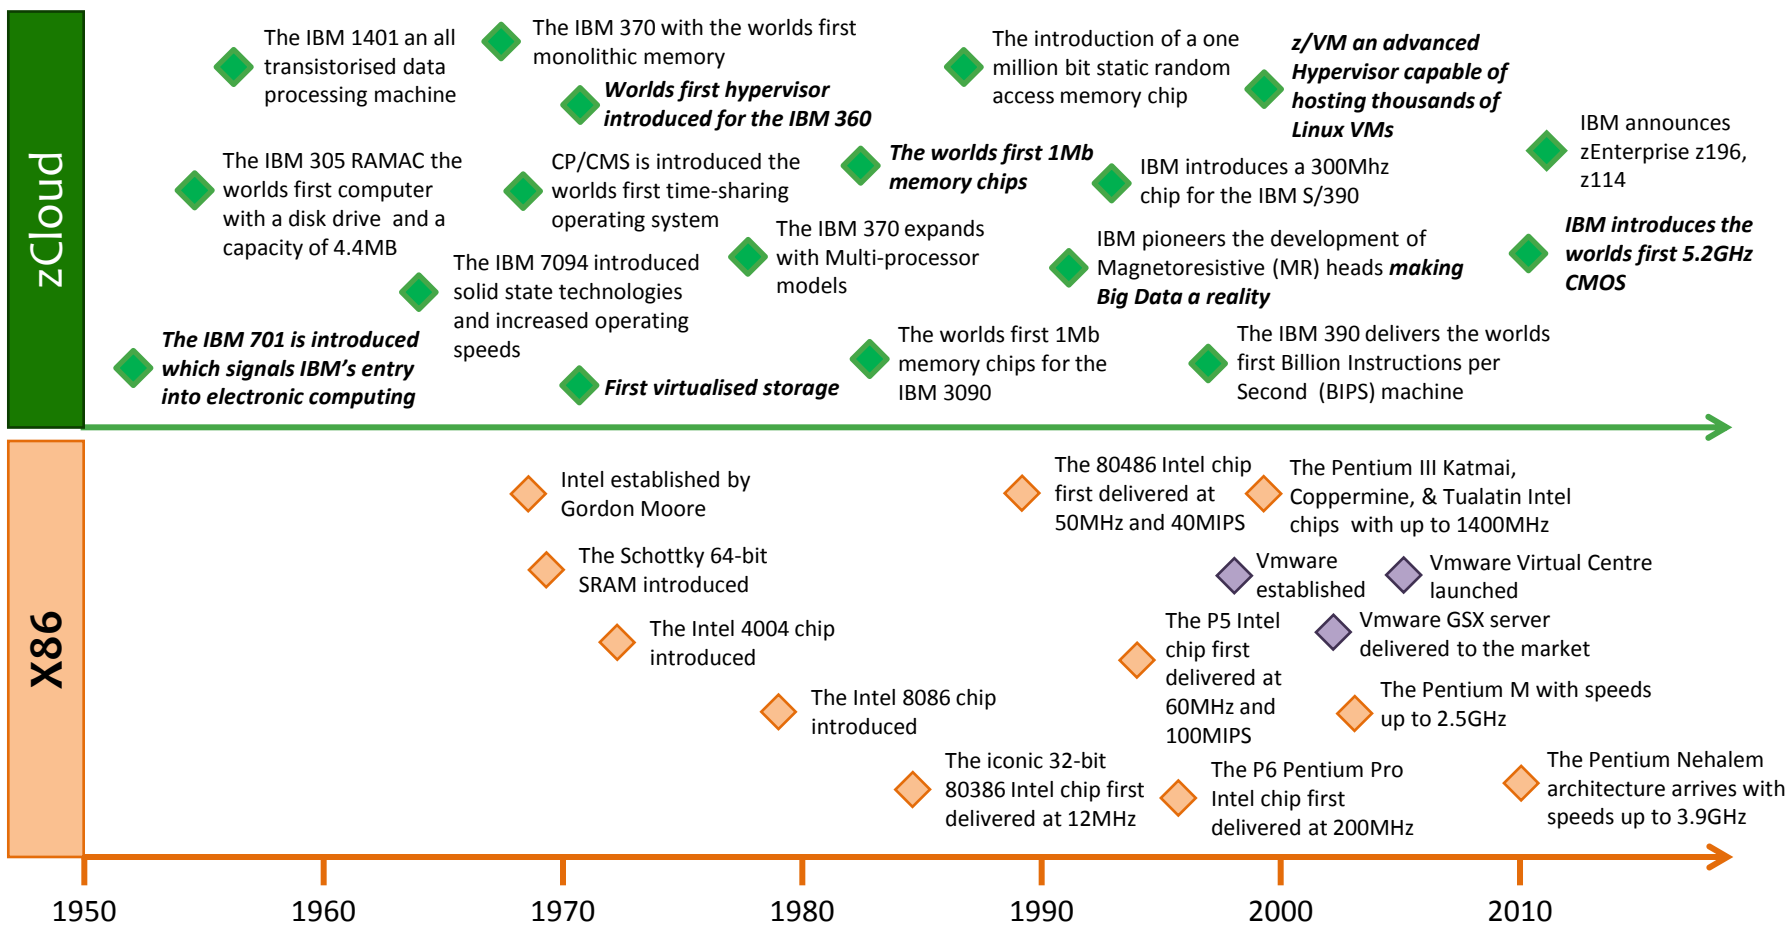 zCloud
The IBM 1401 an all
transistorised data
processing machine
The IBM 370 with the worlds first
monolithic memory
Worlds first hypervisor
introduced for the IBM 360
The introduction of a one
million bit static random
access memory chip
z/VM an advanced
Hypervisor capable of
hosting thousands of
Linux VMs
IBM announces
zEnterprise z196,
z114
The IBM 305 RAMAC the
worlds first computer
with a disk drive and a
capacity of 4.4MB
CP/CMS is introduced the
worlds first time-sharing
operating system
The worlds first 1Mb
memory chips
IBM introduces a 300Mhz
chip for the IBM S/390
The IBM 7094 introduced
solid state technologies
and increased operating
speeds
The IBM 370 expands
with Multi-processor
models
IBM pioneers the development of
Magnetoresistive (MR) heads making
Big Data a reality
IBM introduces the
worlds first 5.2GHz
CMOS
The IBM 701 is introduced
which signals IBM’s entry
into electronic computing
First virtualised storage
The worlds first 1Mb
memory chips for the
IBM 3090
The IBM 390 delivers the worlds
first Billion Instructions per
Second (BIPS) machine
X86
Intel established by
Gordon Moore
The 80486 Intel chip
first delivered at
50MHz and 40MIPS
The Pentium III Katmai,
Coppermine, & Tualatin Intel
chips with up to 1400MHz
The Schottky 64-bit
SRAM introduced
Vmware
established
Vmware Virtual Centre
launched
The Intel 4004 chip
introduced
The P5 Intel
chip first
delivered at
60MHz and
100MIPS
Vmware GSX server
delivered to the market
The Intel 8086 chip
introduced
The Pentium M with speeds
up to 2.5GHz
The iconic 32-bit
80386 Intel chip first
delivered at 12MHz
The P6 Pentium Pro
Intel chip first
delivered at 200MHz
The Pentium Nehalem
architecture arrives with
speeds up to 3.9GHz
1950 1960 1970 1980 1990 2000 2010